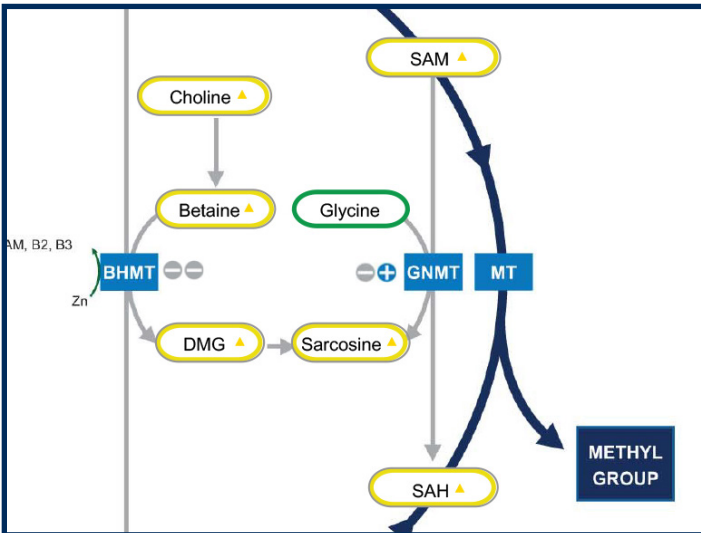 SAM
Choline
Betaine
Glycine
AM, B2, B3
BHMT
GNMT
MT
Zn
DMG
Sarcosine
METHYL
GROUP
SAH